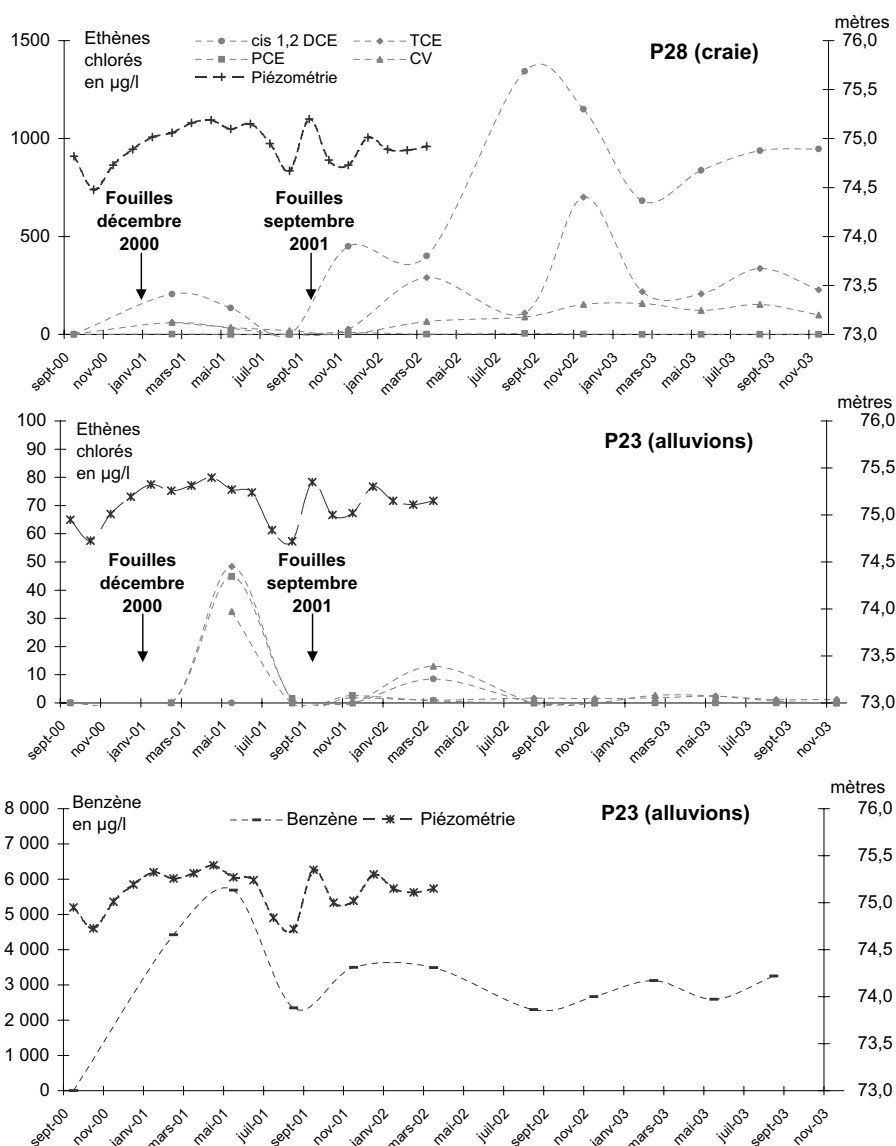 mètres
1500 Ethènes cis 1,2 DCE TCE 76,0
chlorés PCE CV P28 (craie)
en µg/l Piézométrie
75,5
1000 75,0
Fouilles Fouilles
décembre septembre 74,5
2000 2001
500 74,0
73,5
0 73,0
sept-00 nov-00 janv-01 mars-01 mai-01 juil-01 sept-01 nov-01 janv-02 mars-02 mai-02 juil-02 sept-02 nov-02 janv-03 mars-03 mai-03 juil-03 sept-03 nov-03
mètres
100 Ethènes 76,0
90 chlorés P23 (alluvions)
80 en µg/l 75,5
70 75,0
60
50 Fouilles Fouilles 74,5
décembre septembre
40 2000 2001 74,0
30
20 73,5
10
0 73,0
sept-00 nov-00 janv-01 mars-01 mai-01 juil-01 sept-01 nov-01 janv-02 mars-02 mai-02 juil-02 sept-02 nov-02 janv-03 mars-03 mai-03 juil-03 sept-03 nov-03
mètres
8 000 Benzène 76,0
en µg/l Benzène Piézométrie P23 (alluvions)
7 000 75,5
6 000
5 000 75,0
4 000 74,5
3 000 74,0
2 000
1 000 73,5
0 73,0
sept-00 nov-00 janv-01 mars-01 mai-01 juil-01 sept-01 nov-01 janv-02 mars-02 mai-02 juil-02 sept-02 nov-02 janv-03 mars-03 mai-03 juil-03 sept-03 nov-03